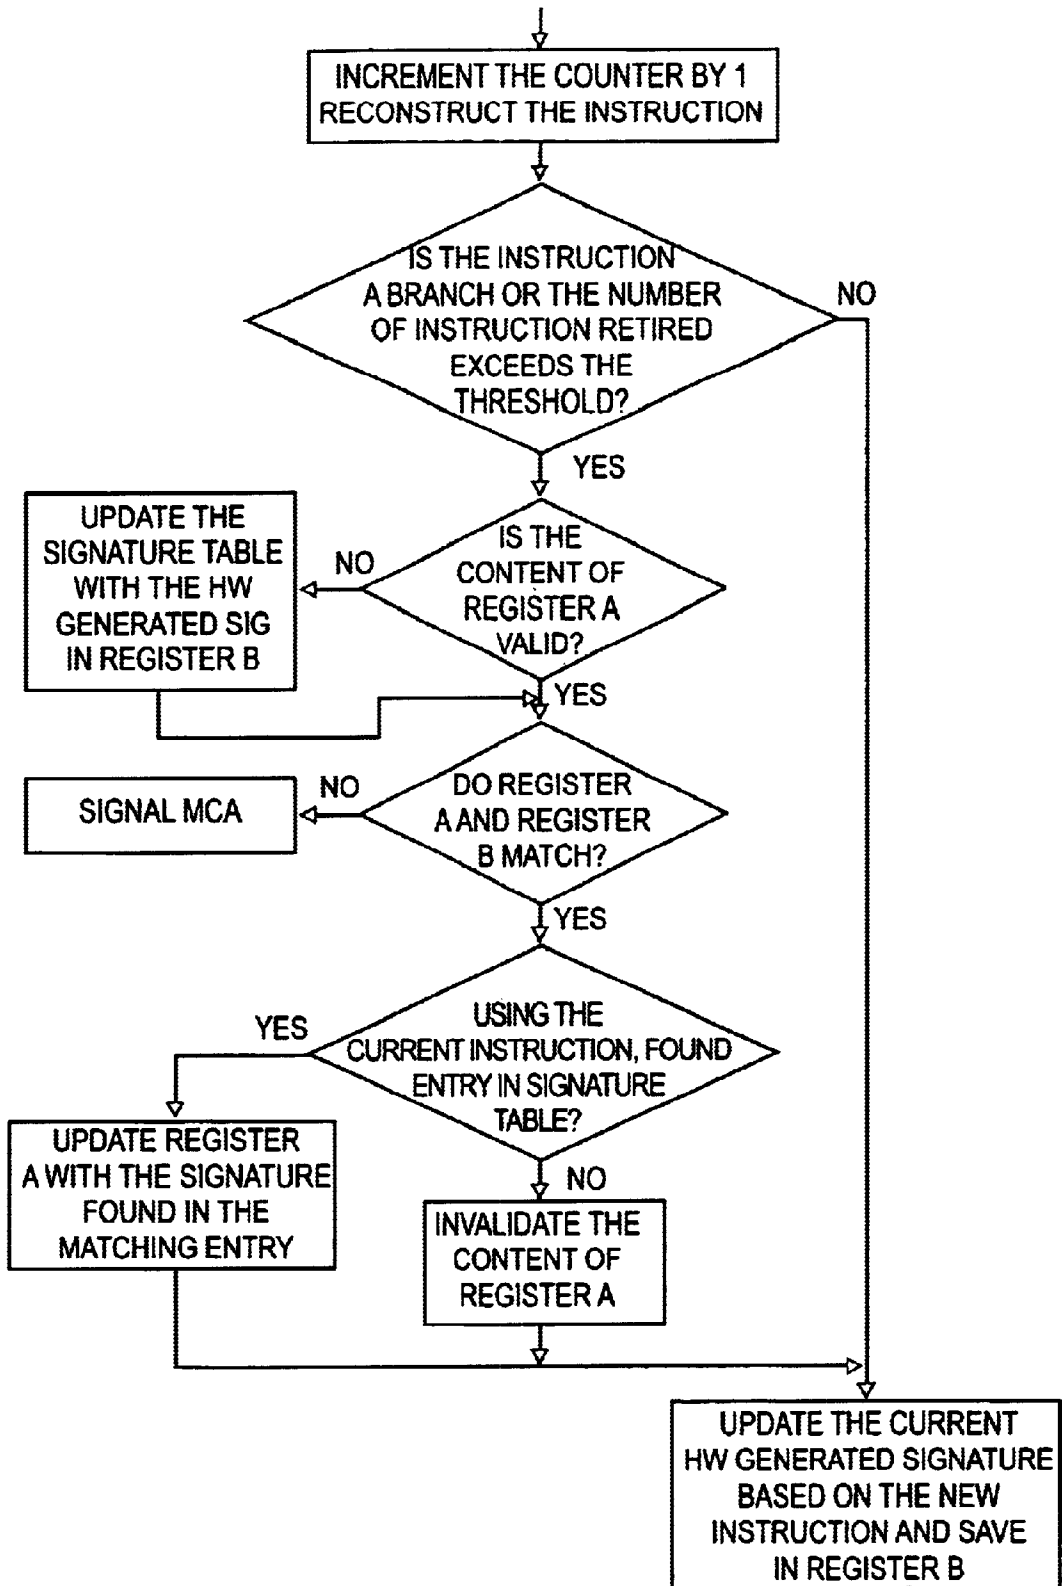 INCREMENT THE COUNTER BY 1
RECONSTRUCT THE INSTRUCTION
IS THE INSTRUCTION
A BRANCH OR THE NUMBER
OF INSTRUCTION RETIRED
EXCEEDS THE
THRESHOLD?
NO
YES
UPDATE THE
SIGNATURE TABLE
WITH THE HW
GENERATED SIG
IN REGISTER B
NO
IS THE
CONTENT OF
REGISTER A
VALID?
YES
SIGNAL MCA
NO
DO REGISTER
A AND REGISTER
B MATCH?
YES
YES
USING THE
CURRENT INSTRUCTION, FOUND
ENTRY IN SIGNATURE
TABLE?
NO
UPDATE REGISTER
A WITH THE SIGNATURE
FOUND IN THE
MATCHING ENTRY
INVALIDATE THE
CONTENT OF
REGISTER A
UPDATE THE CURRENT
HW GENERATED SIGNATURE
BASED ON THE NEW
INSTRUCTION AND SAVE
IN REGISTER B